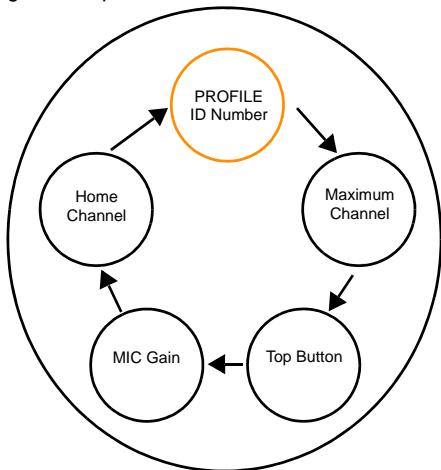 PROFILE
ID Number
Maximum
Channel
Top Button
MIC Gain
Home
Channel